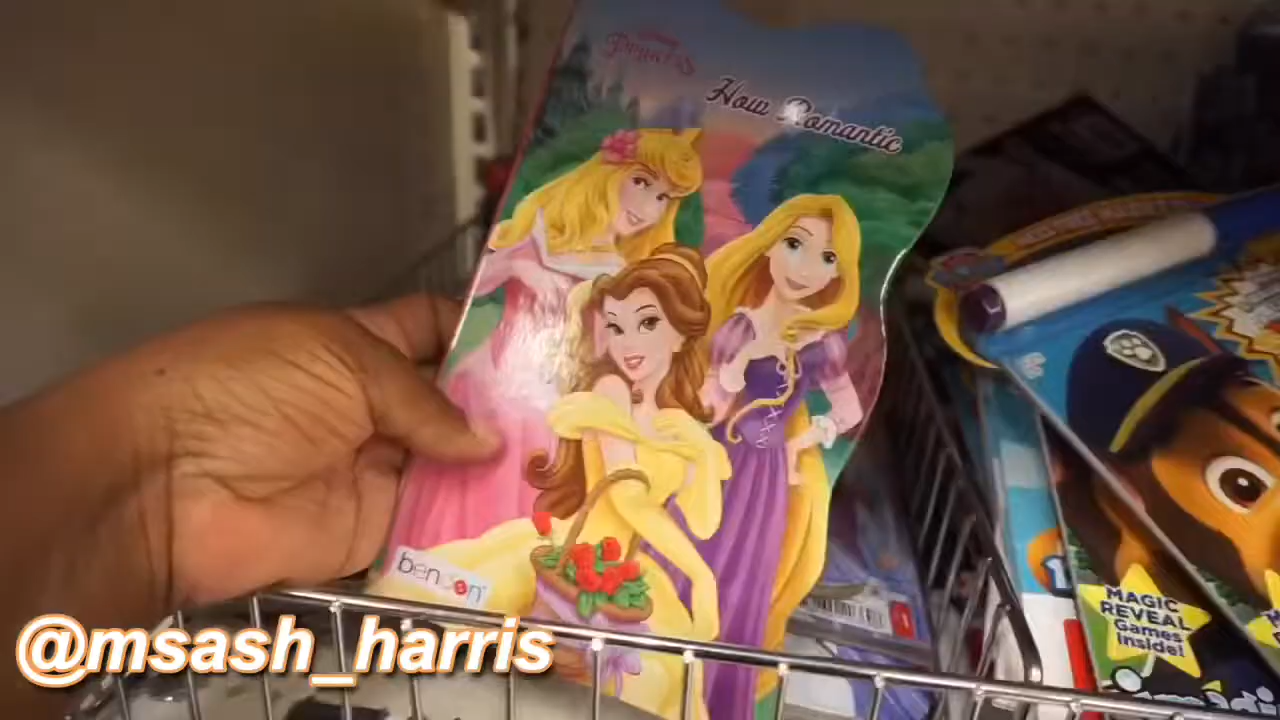 Princess
How Romantic
bendon
MAGIC
REVEAL
Games
Inside!
@msash_harris